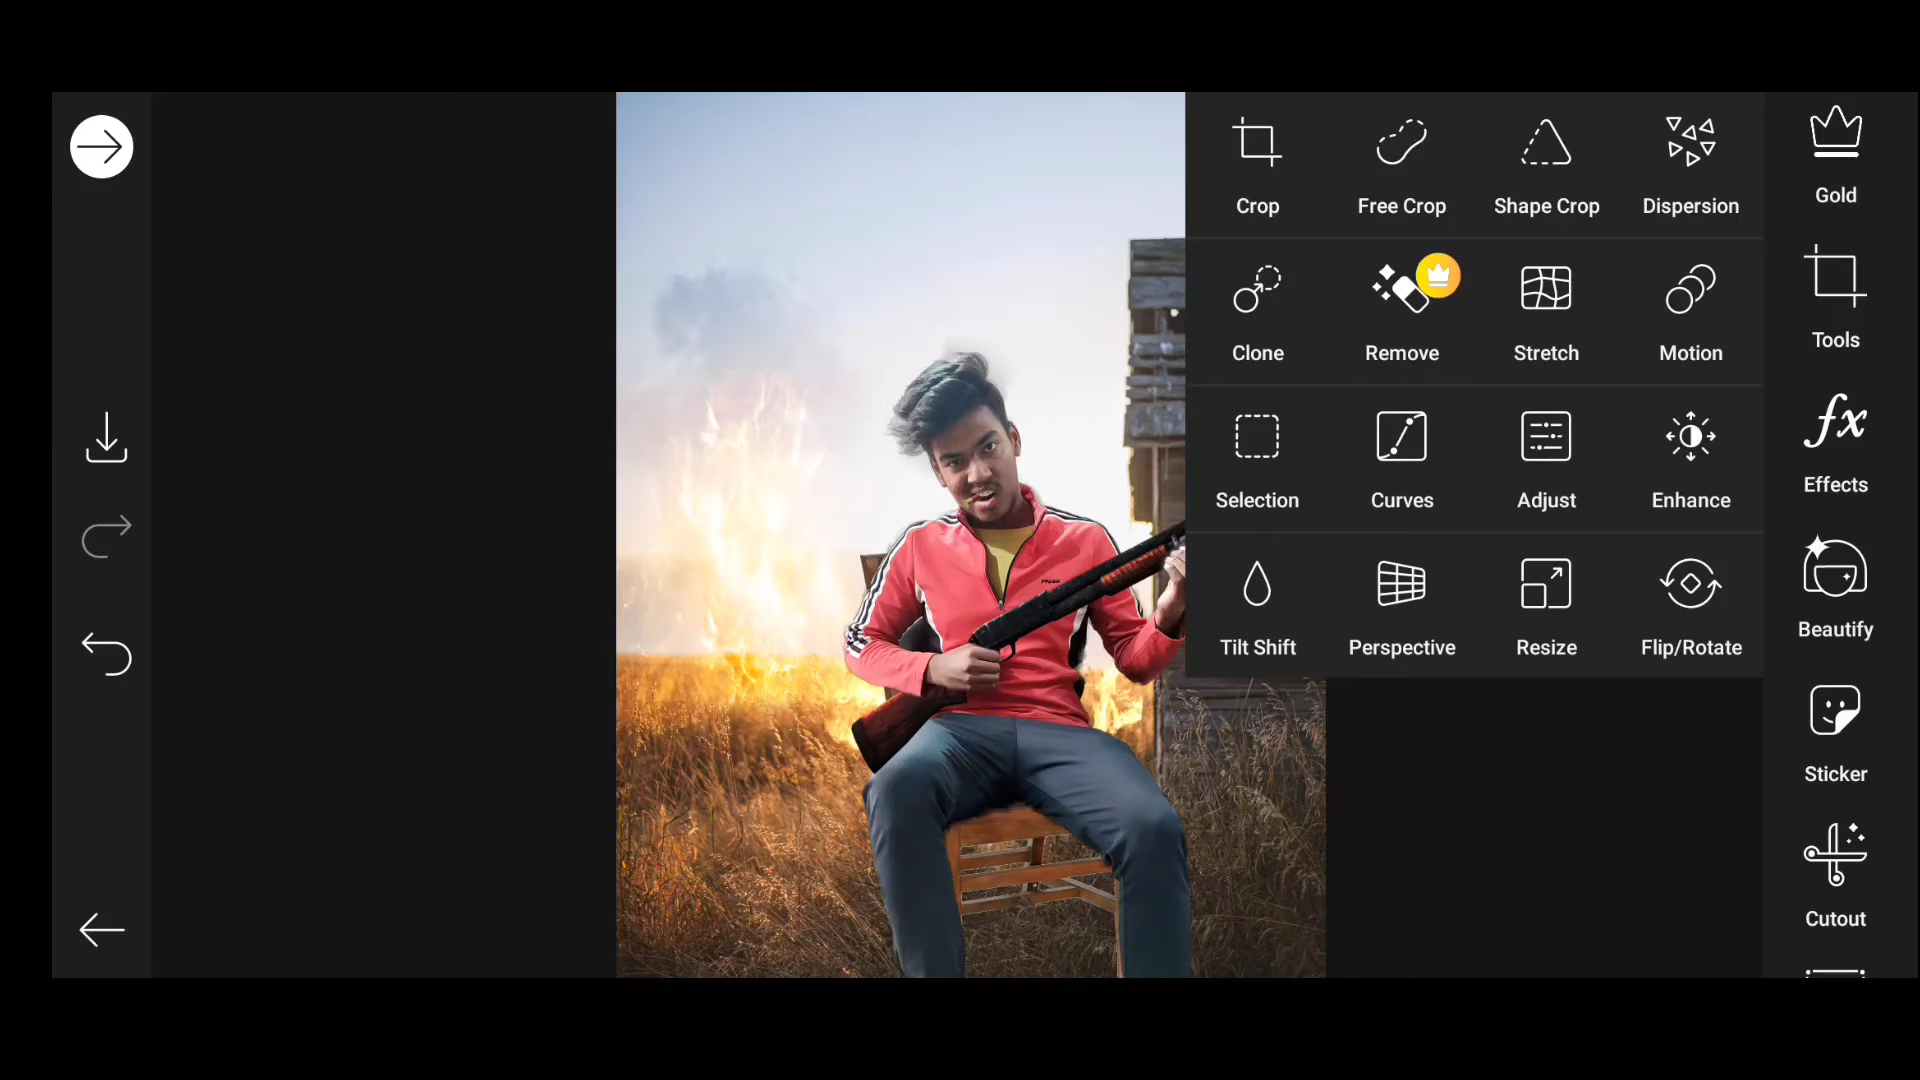 Crop Free Crop Shape Crop Dispersion
Clone Remove Stretch Motion
Selection Curves Adjust Enhance
Tilt Shift Perspective Resize Flip/Rotate
Gold
Tools
fx
Effects
Beautify
Sticker
Cutout